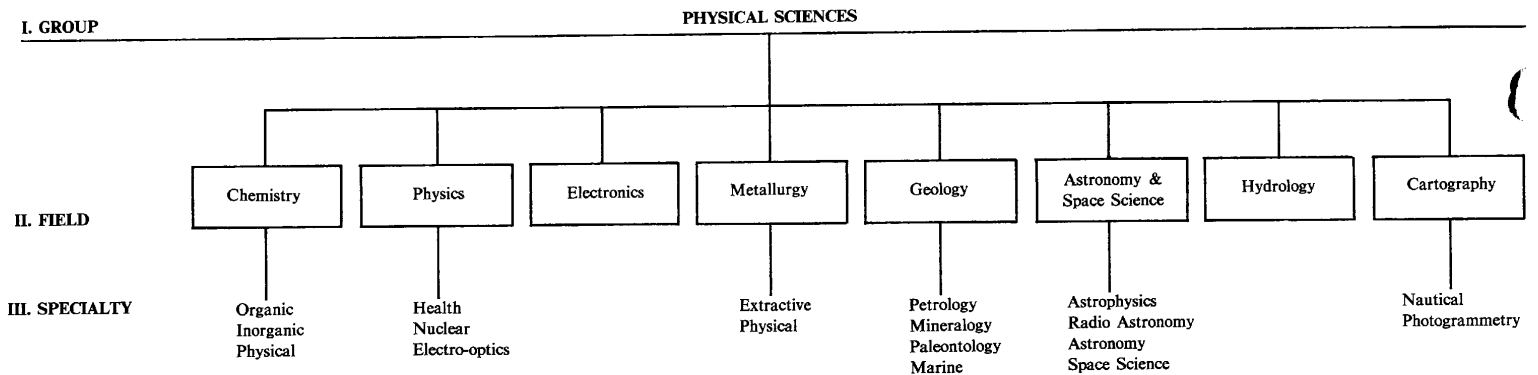 I. GROUP
PHYSICAL SCIENCES
II. FIELD
Chemistry
Physics
Electronics
Metallurgy
Geology
Astronomy &
Space Science
Hydrology
Cartography
III. SPECIALTY
Organic
Inorganic
Physical
Health
Nuclear
Electro-optics
Extractive
Physical
Petrology
Mineralogy
Paleontology
Marine
Astrophysics
Radio Astronomy
Astronomy
Space Science
Nautical
Photogrammetry